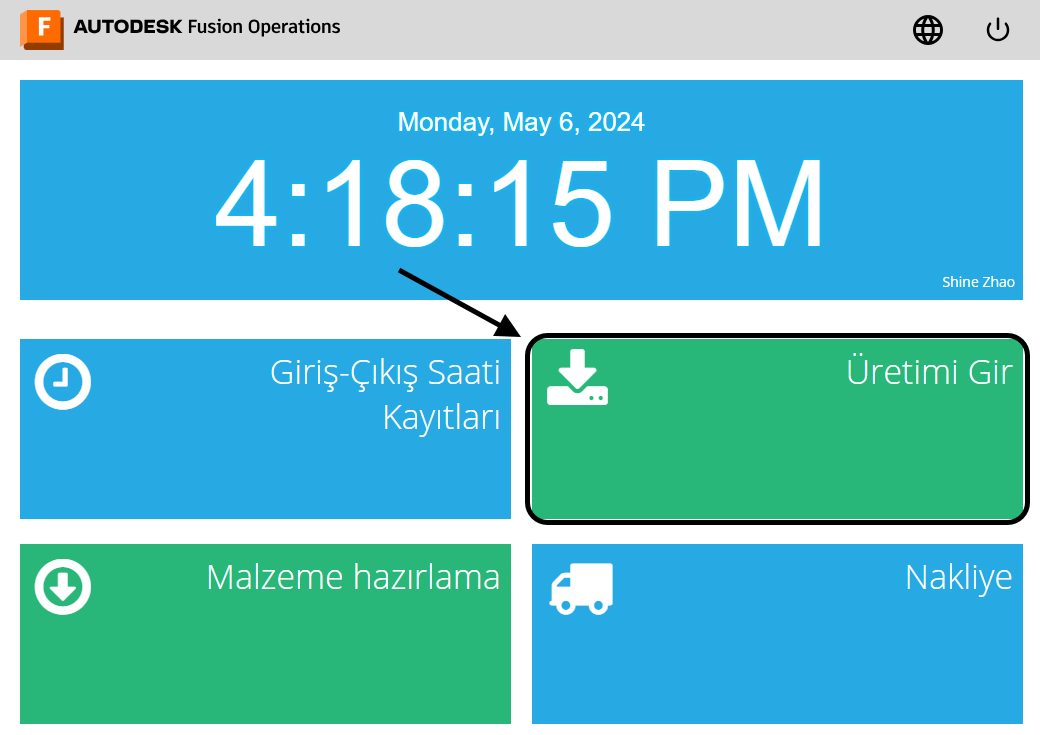 F AUTODESK Fusion Operations
Monday, May 6, 2024
4:18:15 PM
Shine Zhao
Giriş-Çıkış Saati
Kayıtları
Üretimi Gir
Malzeme hazırlama
Nakliye